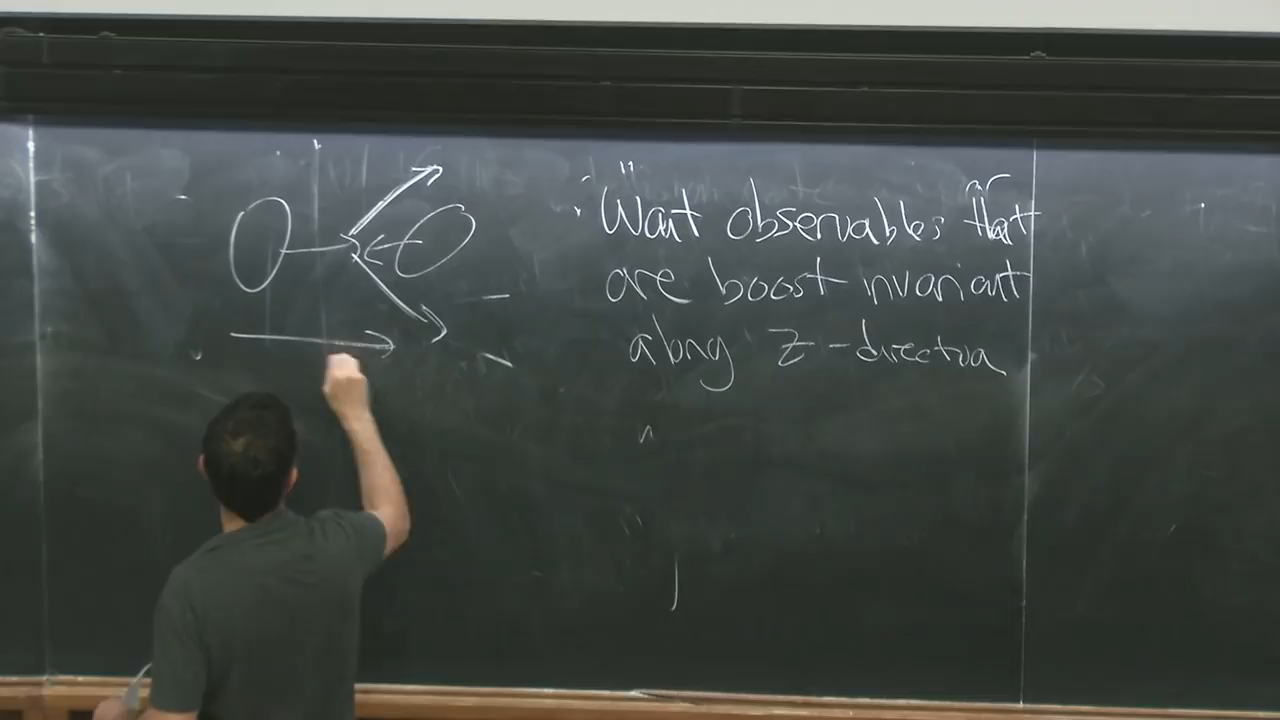 Want observables that
are boost invariant
along z-direction